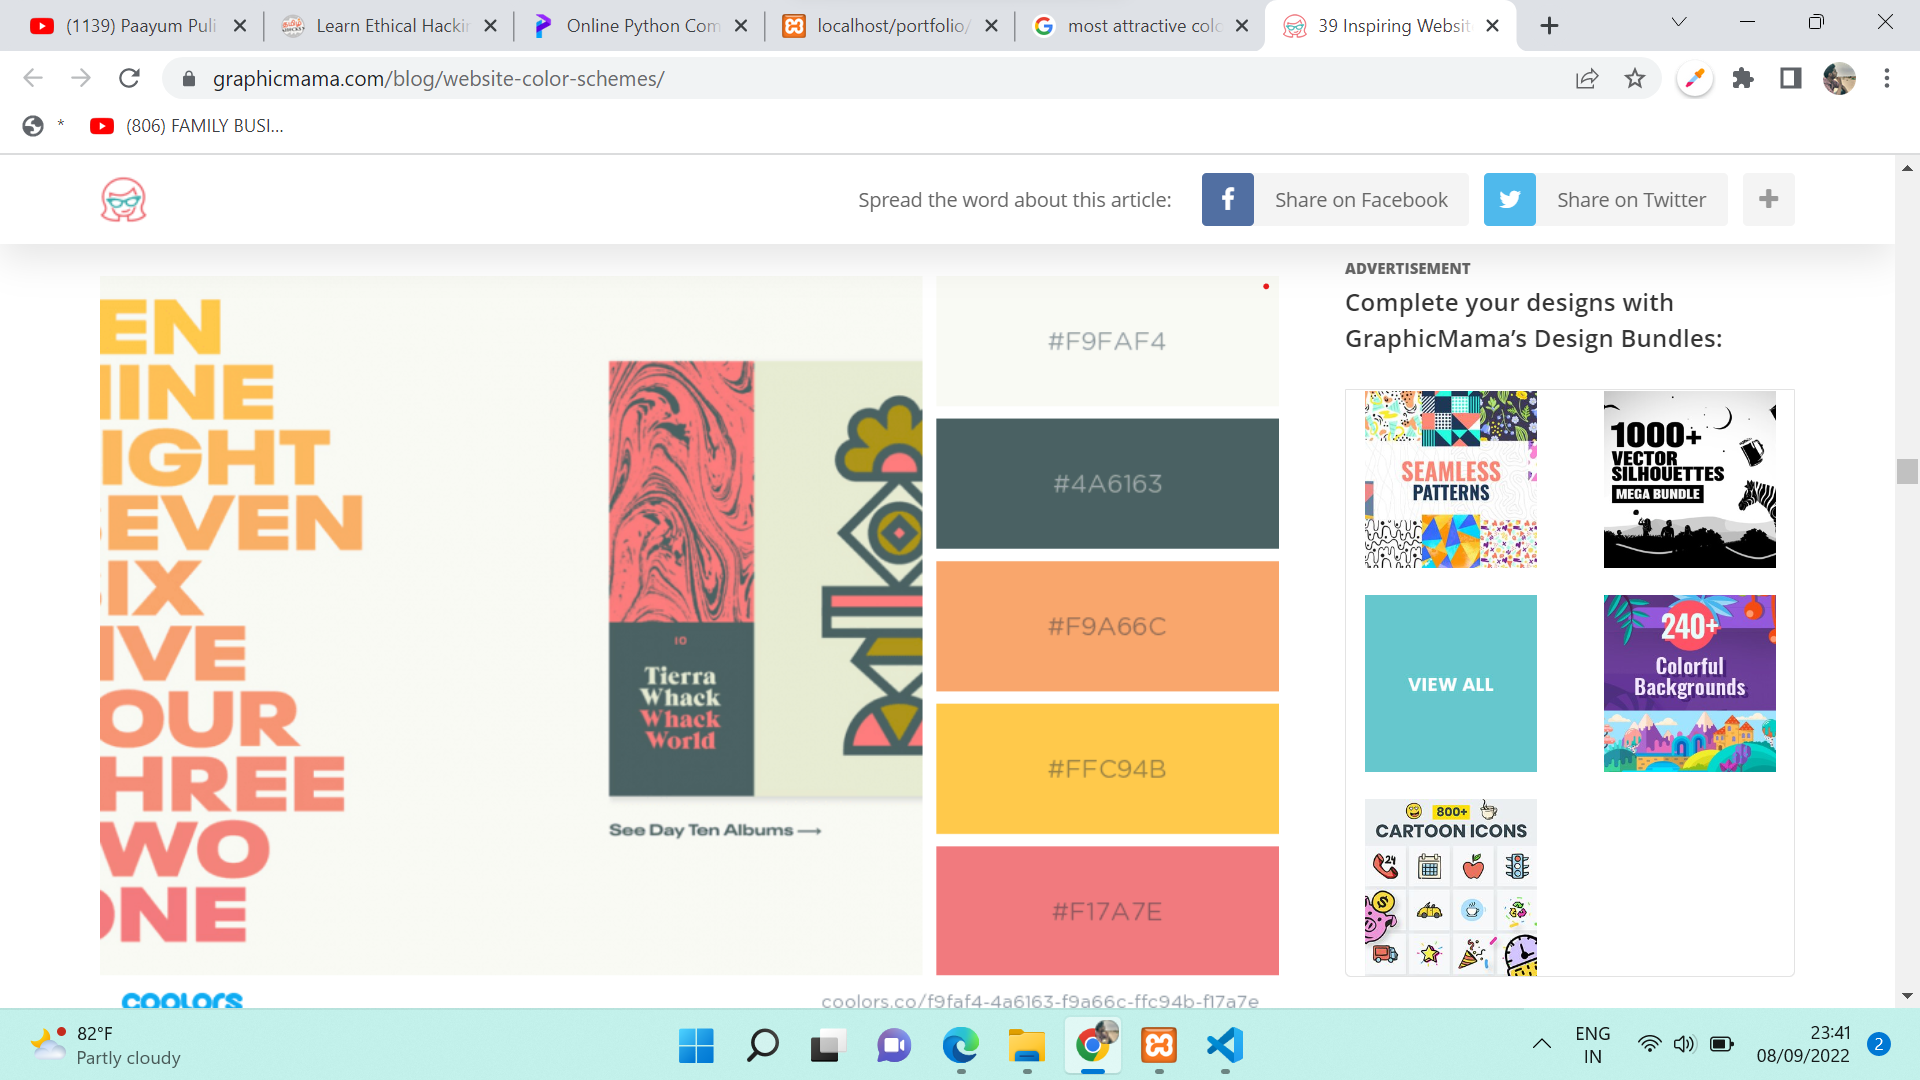 (1139) Paayum Puli
Learn Ethical Hackin
Online Python Com
localhost/portfolio/
most attractive colo
39 Inspiring Websit
graphicmama.com/blog/website-color-schemes/
*
(806) FAMILY BUSI...
Spread the word about this article:
Share on Facebook
Share on Twitter
EN
INE
IGHT
EVEN
IX
IVE
OUR
HREE
WO
ONE
10
Tierra
Whack
Whack
World
See Day Ten Albums
#F9FAF4
#4A6163
#F9A66C
#FFC94B
#F17A7E
coolors
coolors.co/f9faf4-4a6163-f9a66c-ffc94b-f17a7e
ADVERTISEMENT
Complete your designs with
GraphicMama's Design Bundles:
SEAMLESS
PATTERNS
1000+
VECTOR
SILHOUETTES
MEGA BUNDLE
VIEW ALL
240+
Colorful
Backgrounds
800+
CARTOON ICONS
24
82°F
Partly cloudy
ENG
IN
23:41
08/09/2022
2